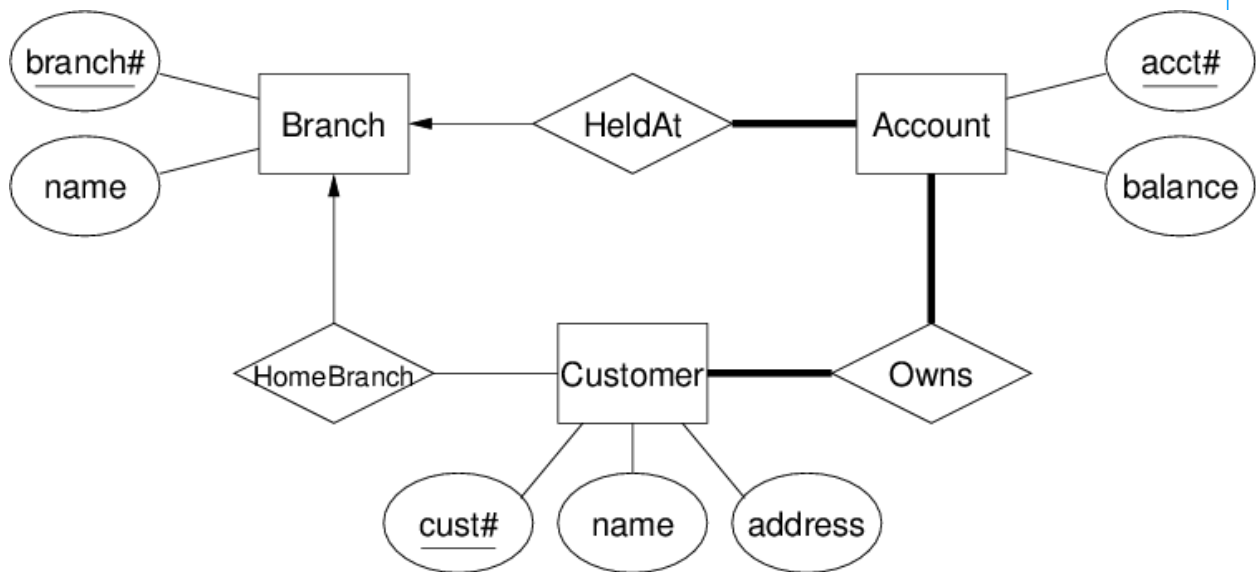 branch#
acct#
Branch
HeldAt
Account
name
balance
HomeBranch
Customer
Owns
cust#
name
address